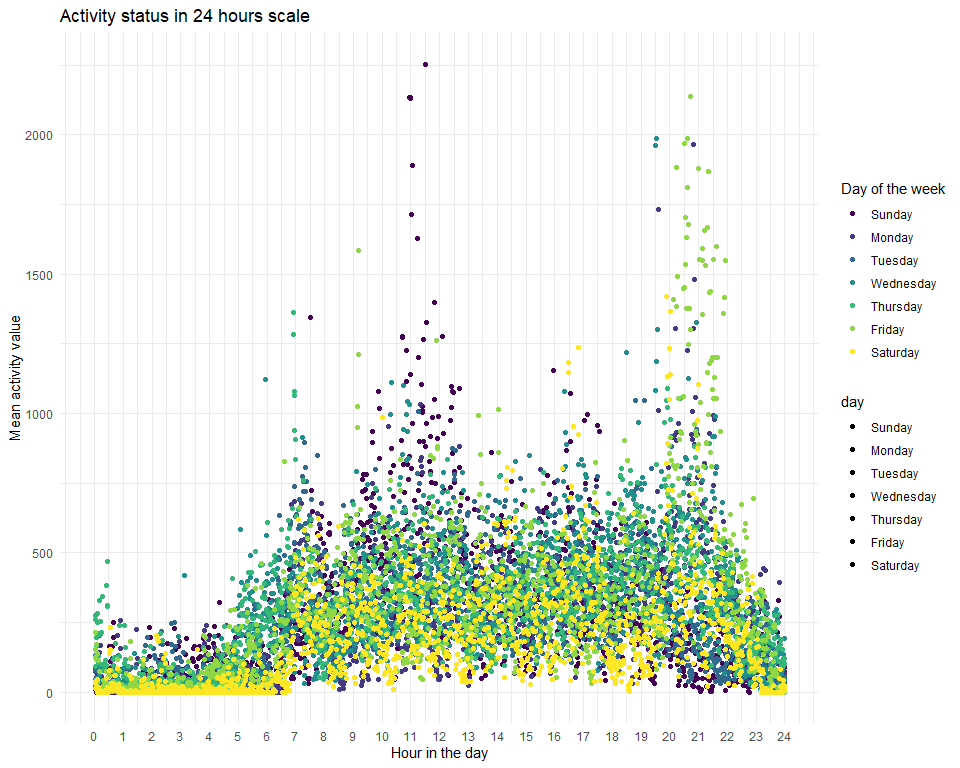 Activity status in 24 hours scale
Mean activity value
2000
1500
1000
500
0
0 1 2 3 4 5 6 7 8 9 10 11 12 13 14 15 16 17 18 19 20 21 22 23 24
Hour in the day
Day of the week
Sunday
Monday
Tuesday
Wednesday
Thursday
Friday
Saturday
day
Sunday
Monday
Tuesday
Wednesday
Thursday
Friday
Saturday